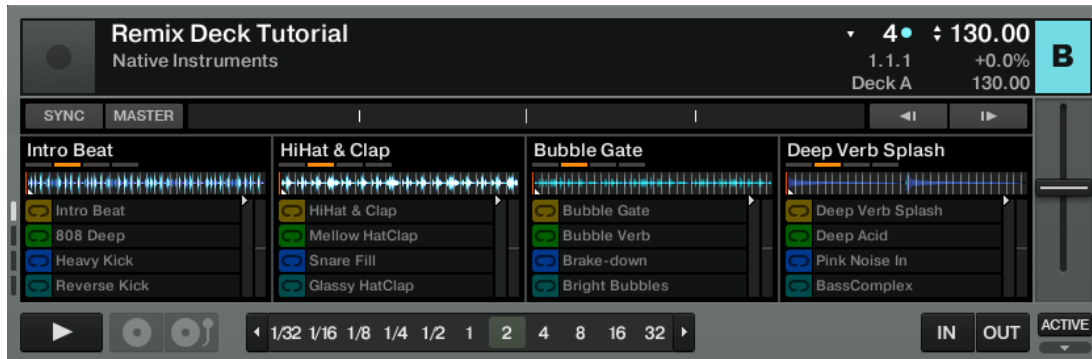 Remix Deck Tutorial 4 130.00
Native Instruments 1.1.1 +0.0% B
Deck A 130.00
SYNC MASTER
Intro Beat HiHat & Clap Bubble Gate Deep Verb Splash
Intro Beat HiHat & Clap Bubble Gate Deep Verb Splash
808 Deep Mellow HatClap Bubble Verb Deep Acid
Heavy Kick Snare Fill Brake-down Pink Noise In
Reverse Kick Glassy HatClap Bright Bubbles BassComplex
1/32 1/16 1/8 1/4 1/2 1 2 4 8 16 32 IN OUT ACTIVE